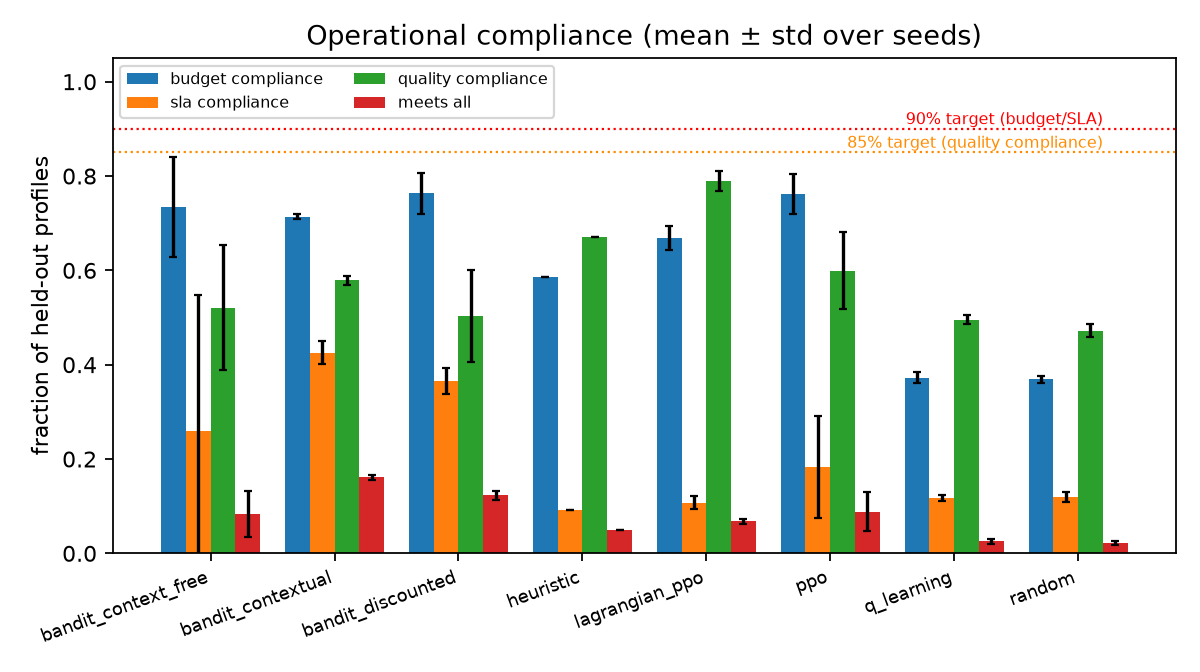 Operational compliance (mean ± std over seeds)
budget compliance
sla compliance
quality compliance
meets all
90% target (budget/SLA)
85% target (quality compliance)
fraction of held-out profiles
1.0
0.8
0.6
0.4
0.2
0.0
bandit_context_free
bandit_contextual
bandit_discounted
heuristic
lagrangian_ppo
ppo
q_learning
random